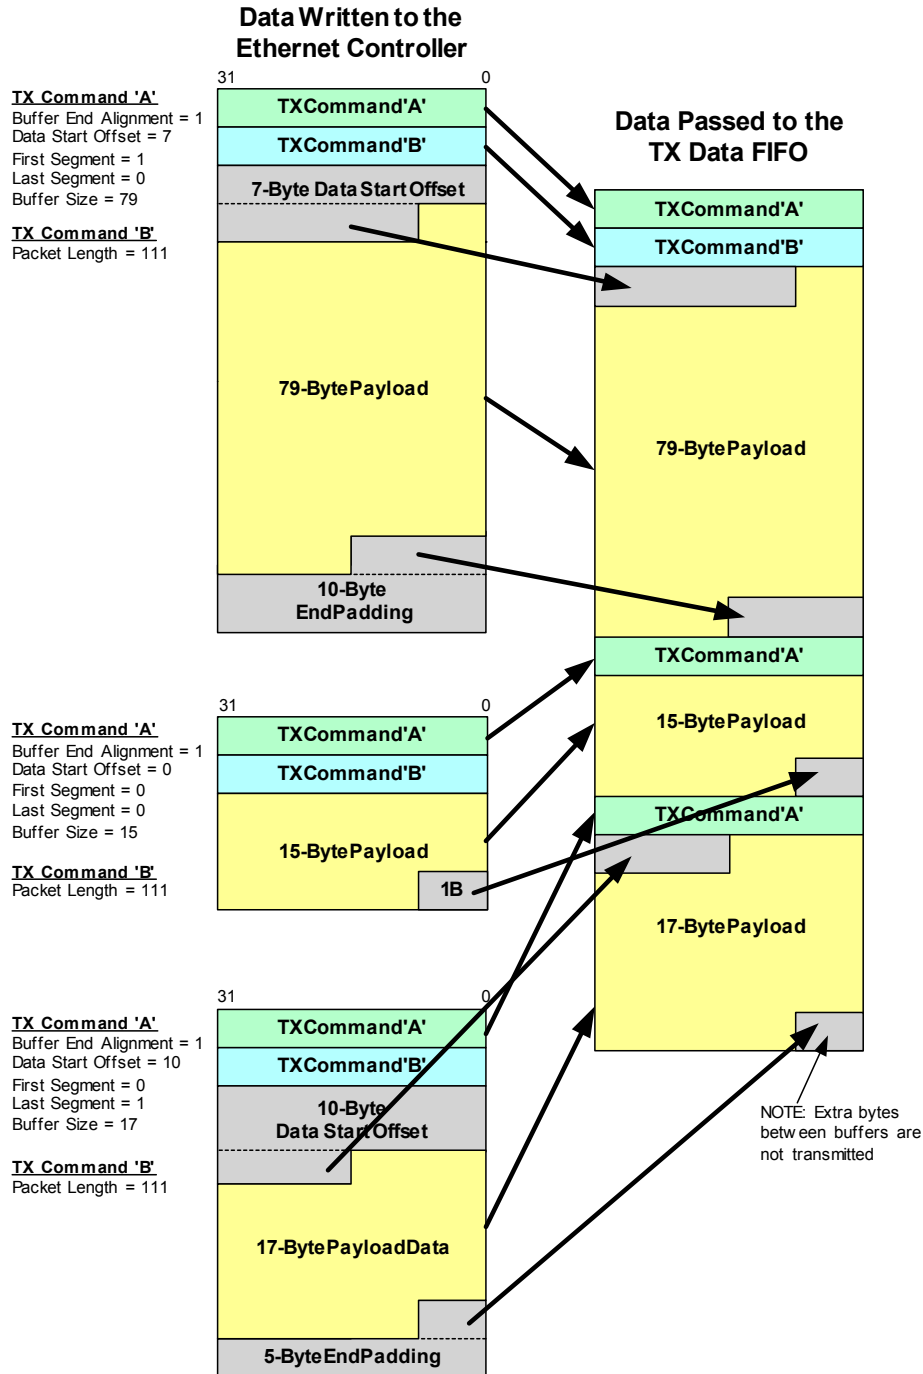 Data Written to the
Ethernet Controller
31 0
TX Command 'A'
Buffer End Alignment = 1
Data Start Offset = 7
First Segment = 1
Last Segment = 0
Buffer Size = 79
TX Command 'B'
Packet Length = 111
TXCommand'A'
TXCommand'B'
7-Byte Data Start Offset
79-BytePayload
10-Byte
EndPadding
Data Passed to the
TX Data FIFO
TXCommand'A'
TXCommand'B'
79-BytePayload
TXCommand'A'
15-BytePayload
TXCommand'A'
17-BytePayload
NOTE: Extra bytes
between buffers are
not transmitted
31 0
TX Command 'A'
Buffer End Alignment = 1
Data Start Offset = 0
First Segment = 0
Last Segment = 0
Buffer Size = 15
TX Command 'B'
Packet Length = 111
TXCommand'A'
TXCommand'B'
15-BytePayload
1B
31 0
TX Command 'A'
Buffer End Alignment = 1
Data Start Offset = 10
First Segment = 0
Last Segment = 1
Buffer Size = 17
TX Command 'B'
Packet Length = 111
TXCommand'A'
TXCommand'B'
10-Byte
Data StartOffset
17-BytePayloadData
5-ByteEndPadding